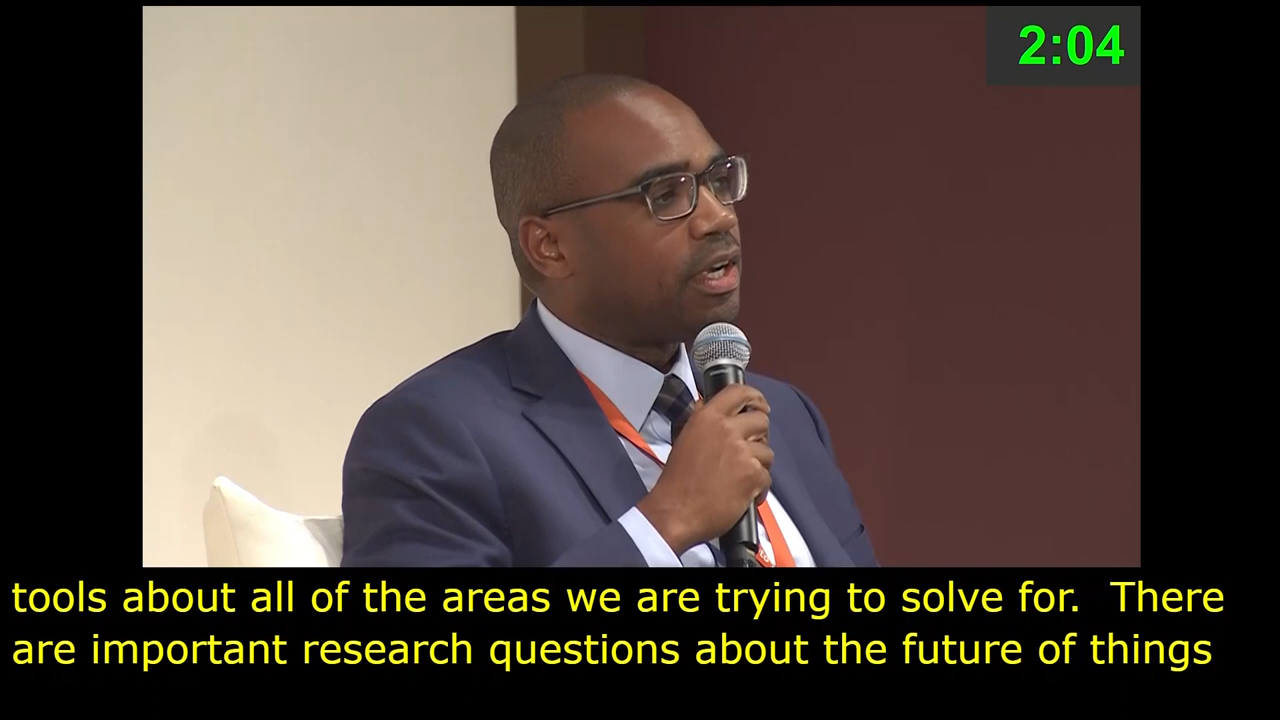 2:04
tools about all of the areas we are trying to solve for.  There
are important research questions about the future of things